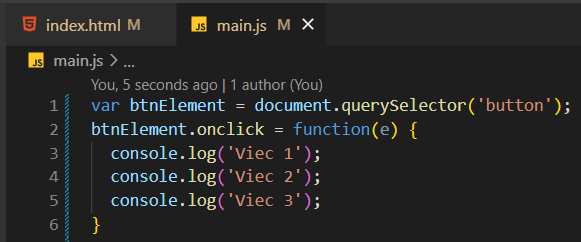 index.html M
JS main.js M
JS main.js > ...
You, 5 seconds ago | 1 author (You)
1 var btnElement = document.querySelector('button');
2 btnElement.onclick = function(e) {
3 console.log('Viec 1');
4 console.log('Viec 2');
5 console.log('Viec 3');
6 }